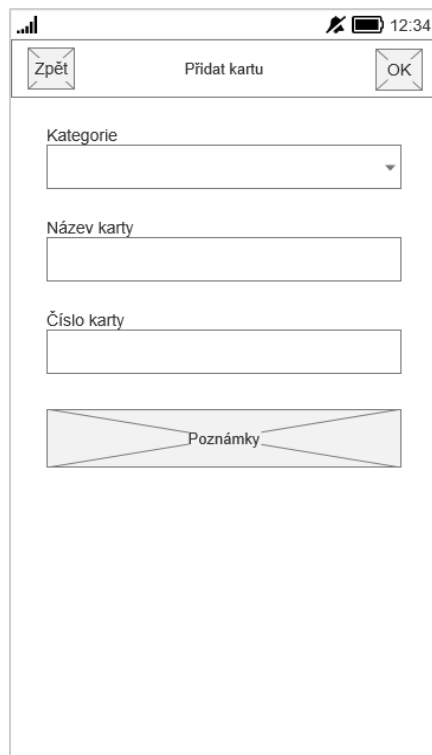 12:34
Zpět Přidat kartu OK
Kategorie
Název karty
Číslo karty
Poznámky